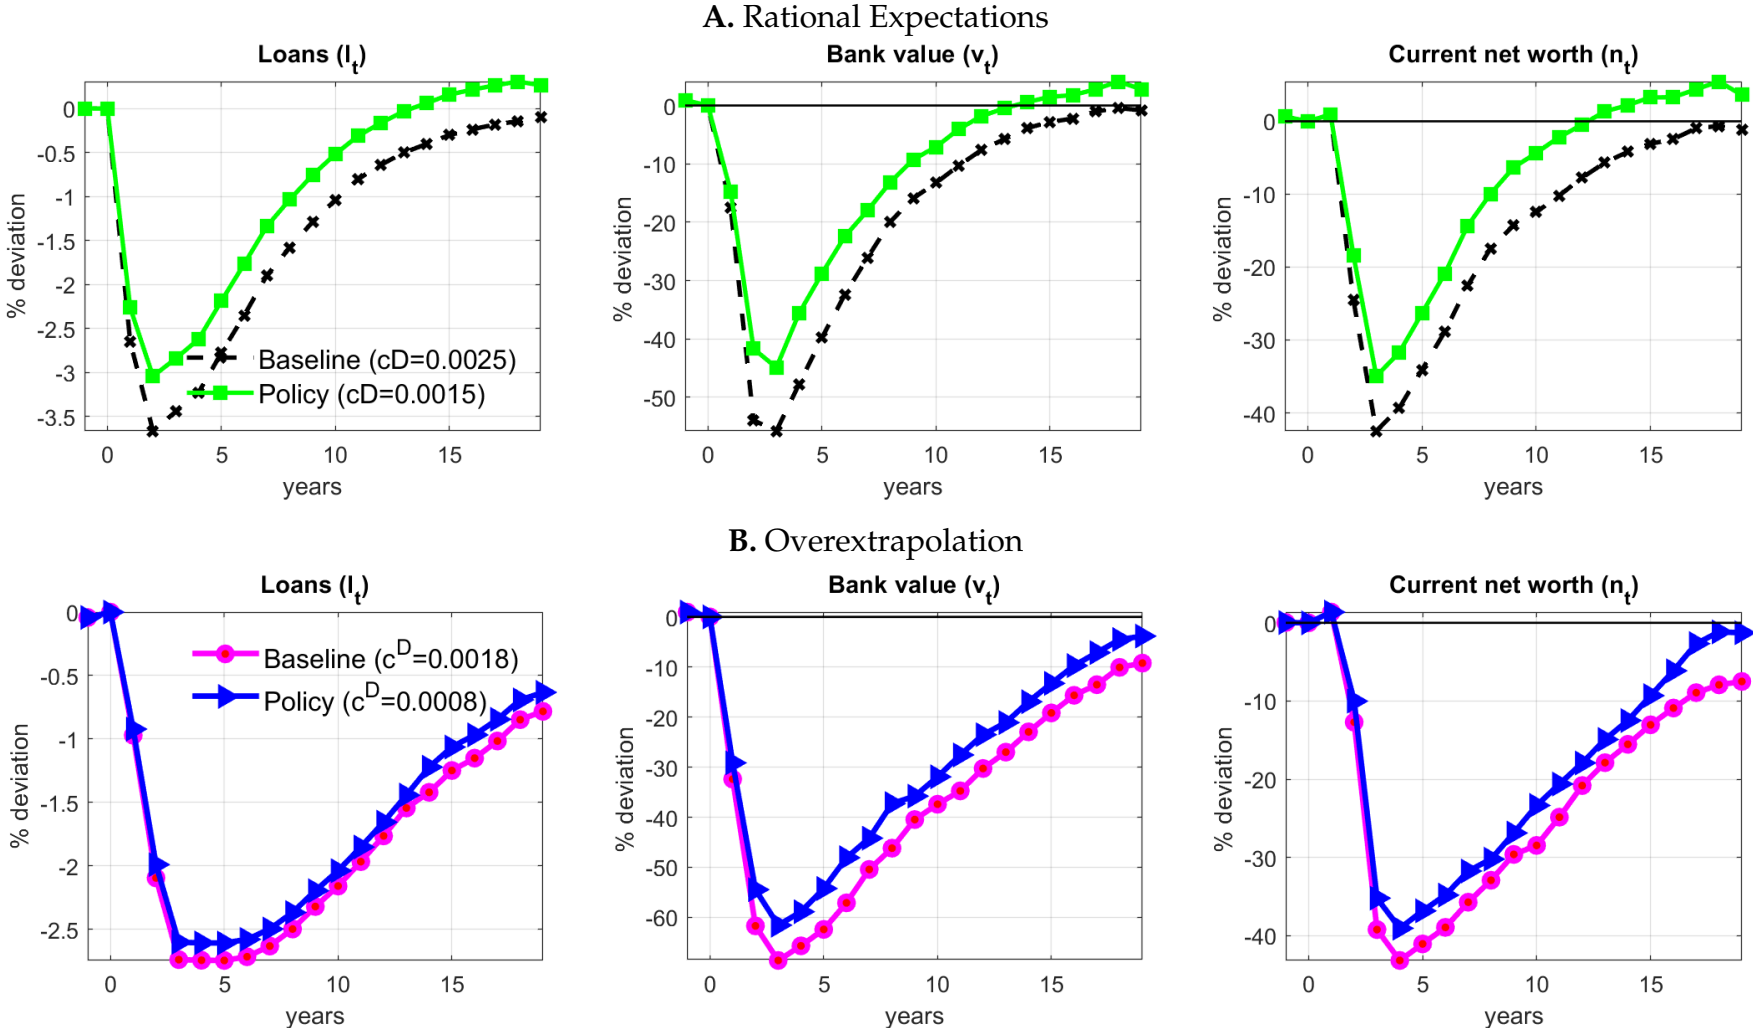 A. Rational Expectations
Loans (l_t)
Bank value (v_t)
Current net worth (n_t)
% deviation
0
-0.5
-1
-1.5
-2
-2.5
-3
-3.5
Baseline (cD=0.0025)
Policy (cD=0.0015)
0 5 10 15
years
% deviation
0
-10
-20
-30
-40
-50
0 5 10 15
years
% deviation
0
-10
-20
-30
-40
0 5 10 15
years
B. Overextrapolation
Loans (l_t)
Bank value (v_t)
Current net worth (n_t)
% deviation
0
-0.5
-1
-1.5
-2
-2.5
Baseline (c^D=0.0018)
Policy (c^D=0.0008)
0 5 10 15
years
% deviation
0
-10
-20
-30
-40
-50
-60
0 5 10 15
years
% deviation
0
-10
-20
-30
-40
0 5 10 15
years